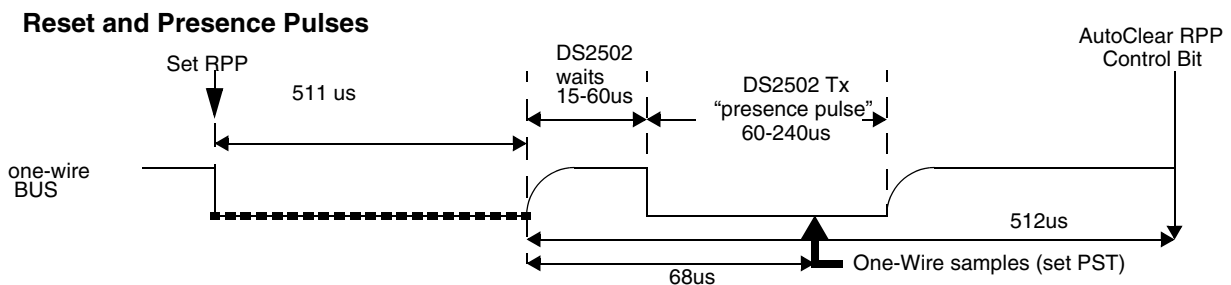 Reset and Presence Pulses
AutoClear RPP
Control Bit
Set RPP
DS2502
waits
15-60us
511 us
DS2502 Tx
“presence pulse”
60-240us
one-wire
BUS
512us
One-Wire samples (set PST)
68us